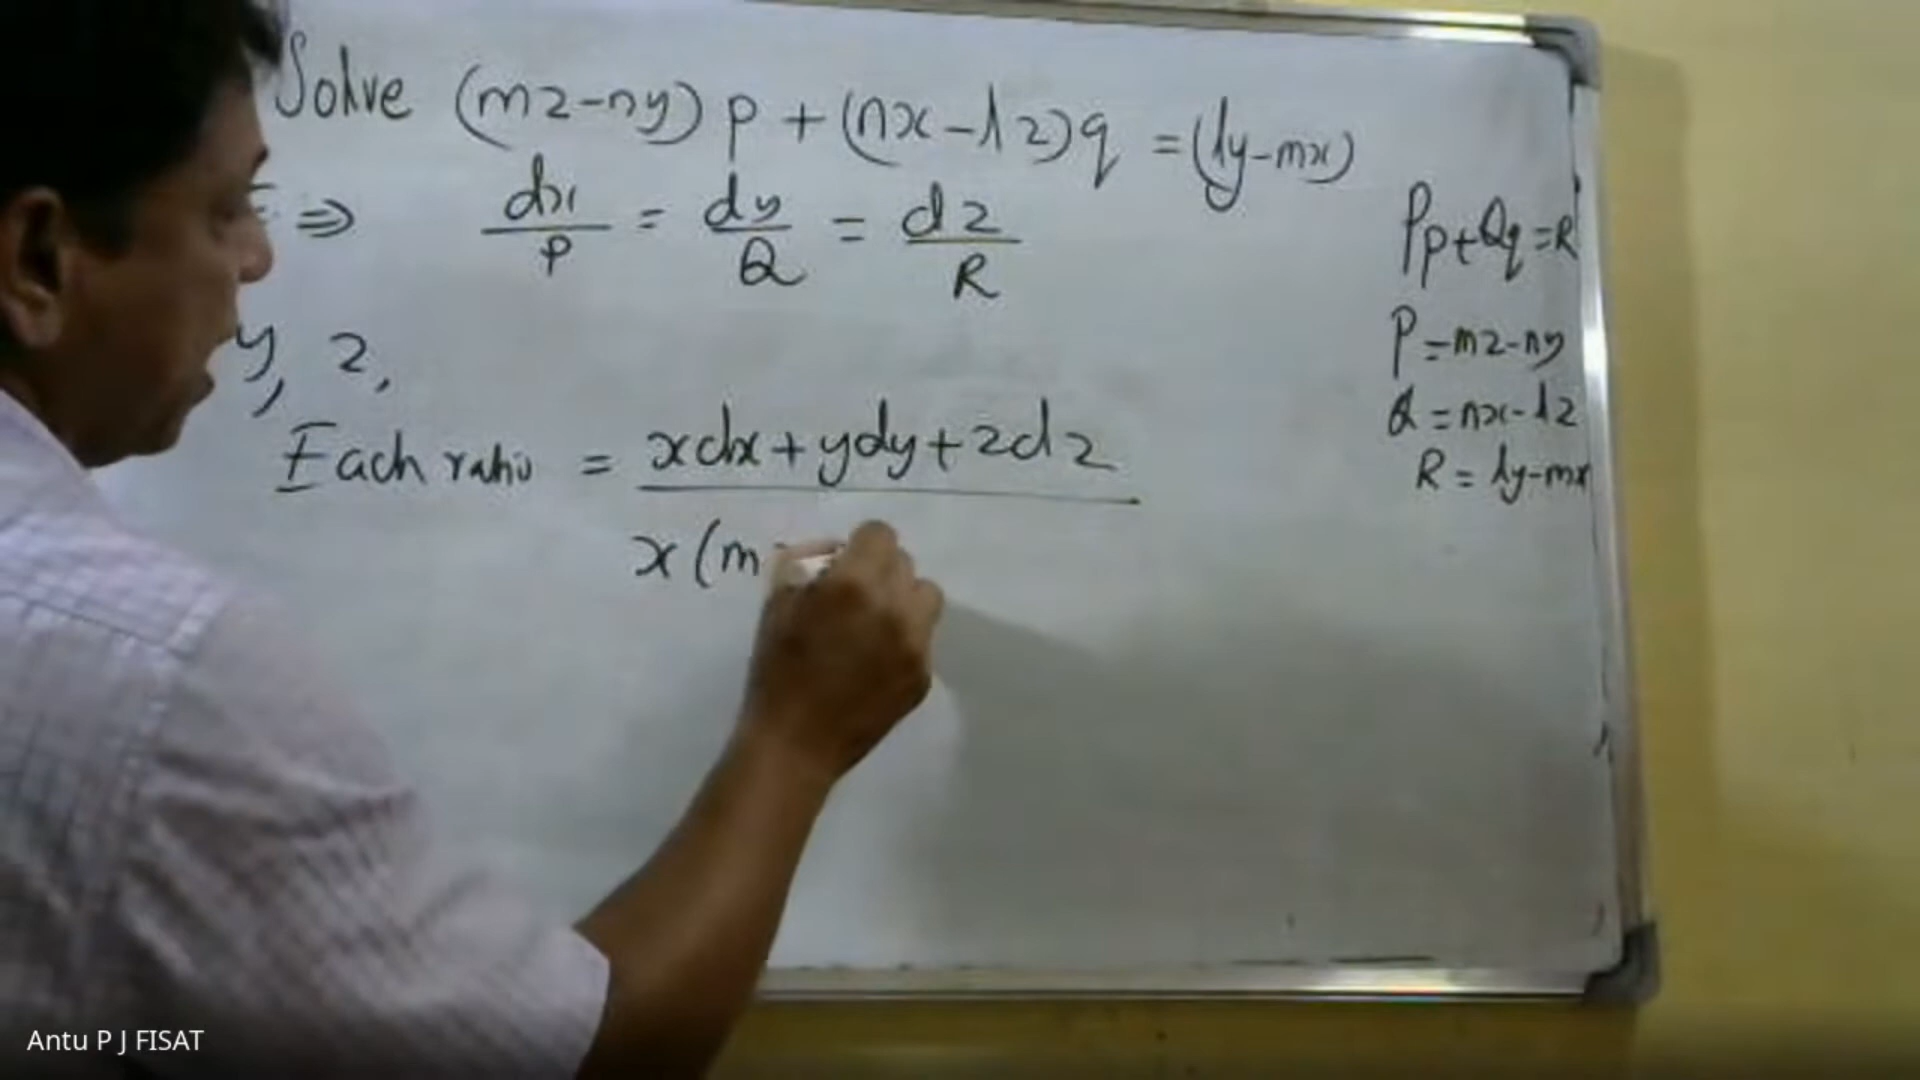 Solve (mz-ny) p + (nx-lz)q = (ly-mx)
⇒ dx/P = dy/Q = dz/R
Pp+Qq=R
y, z,
P=mz-ny
Q=nx-lz
R=ly-mx
Each ratio = xdx+ydy+zdz
x(m
Antu P J FISAT